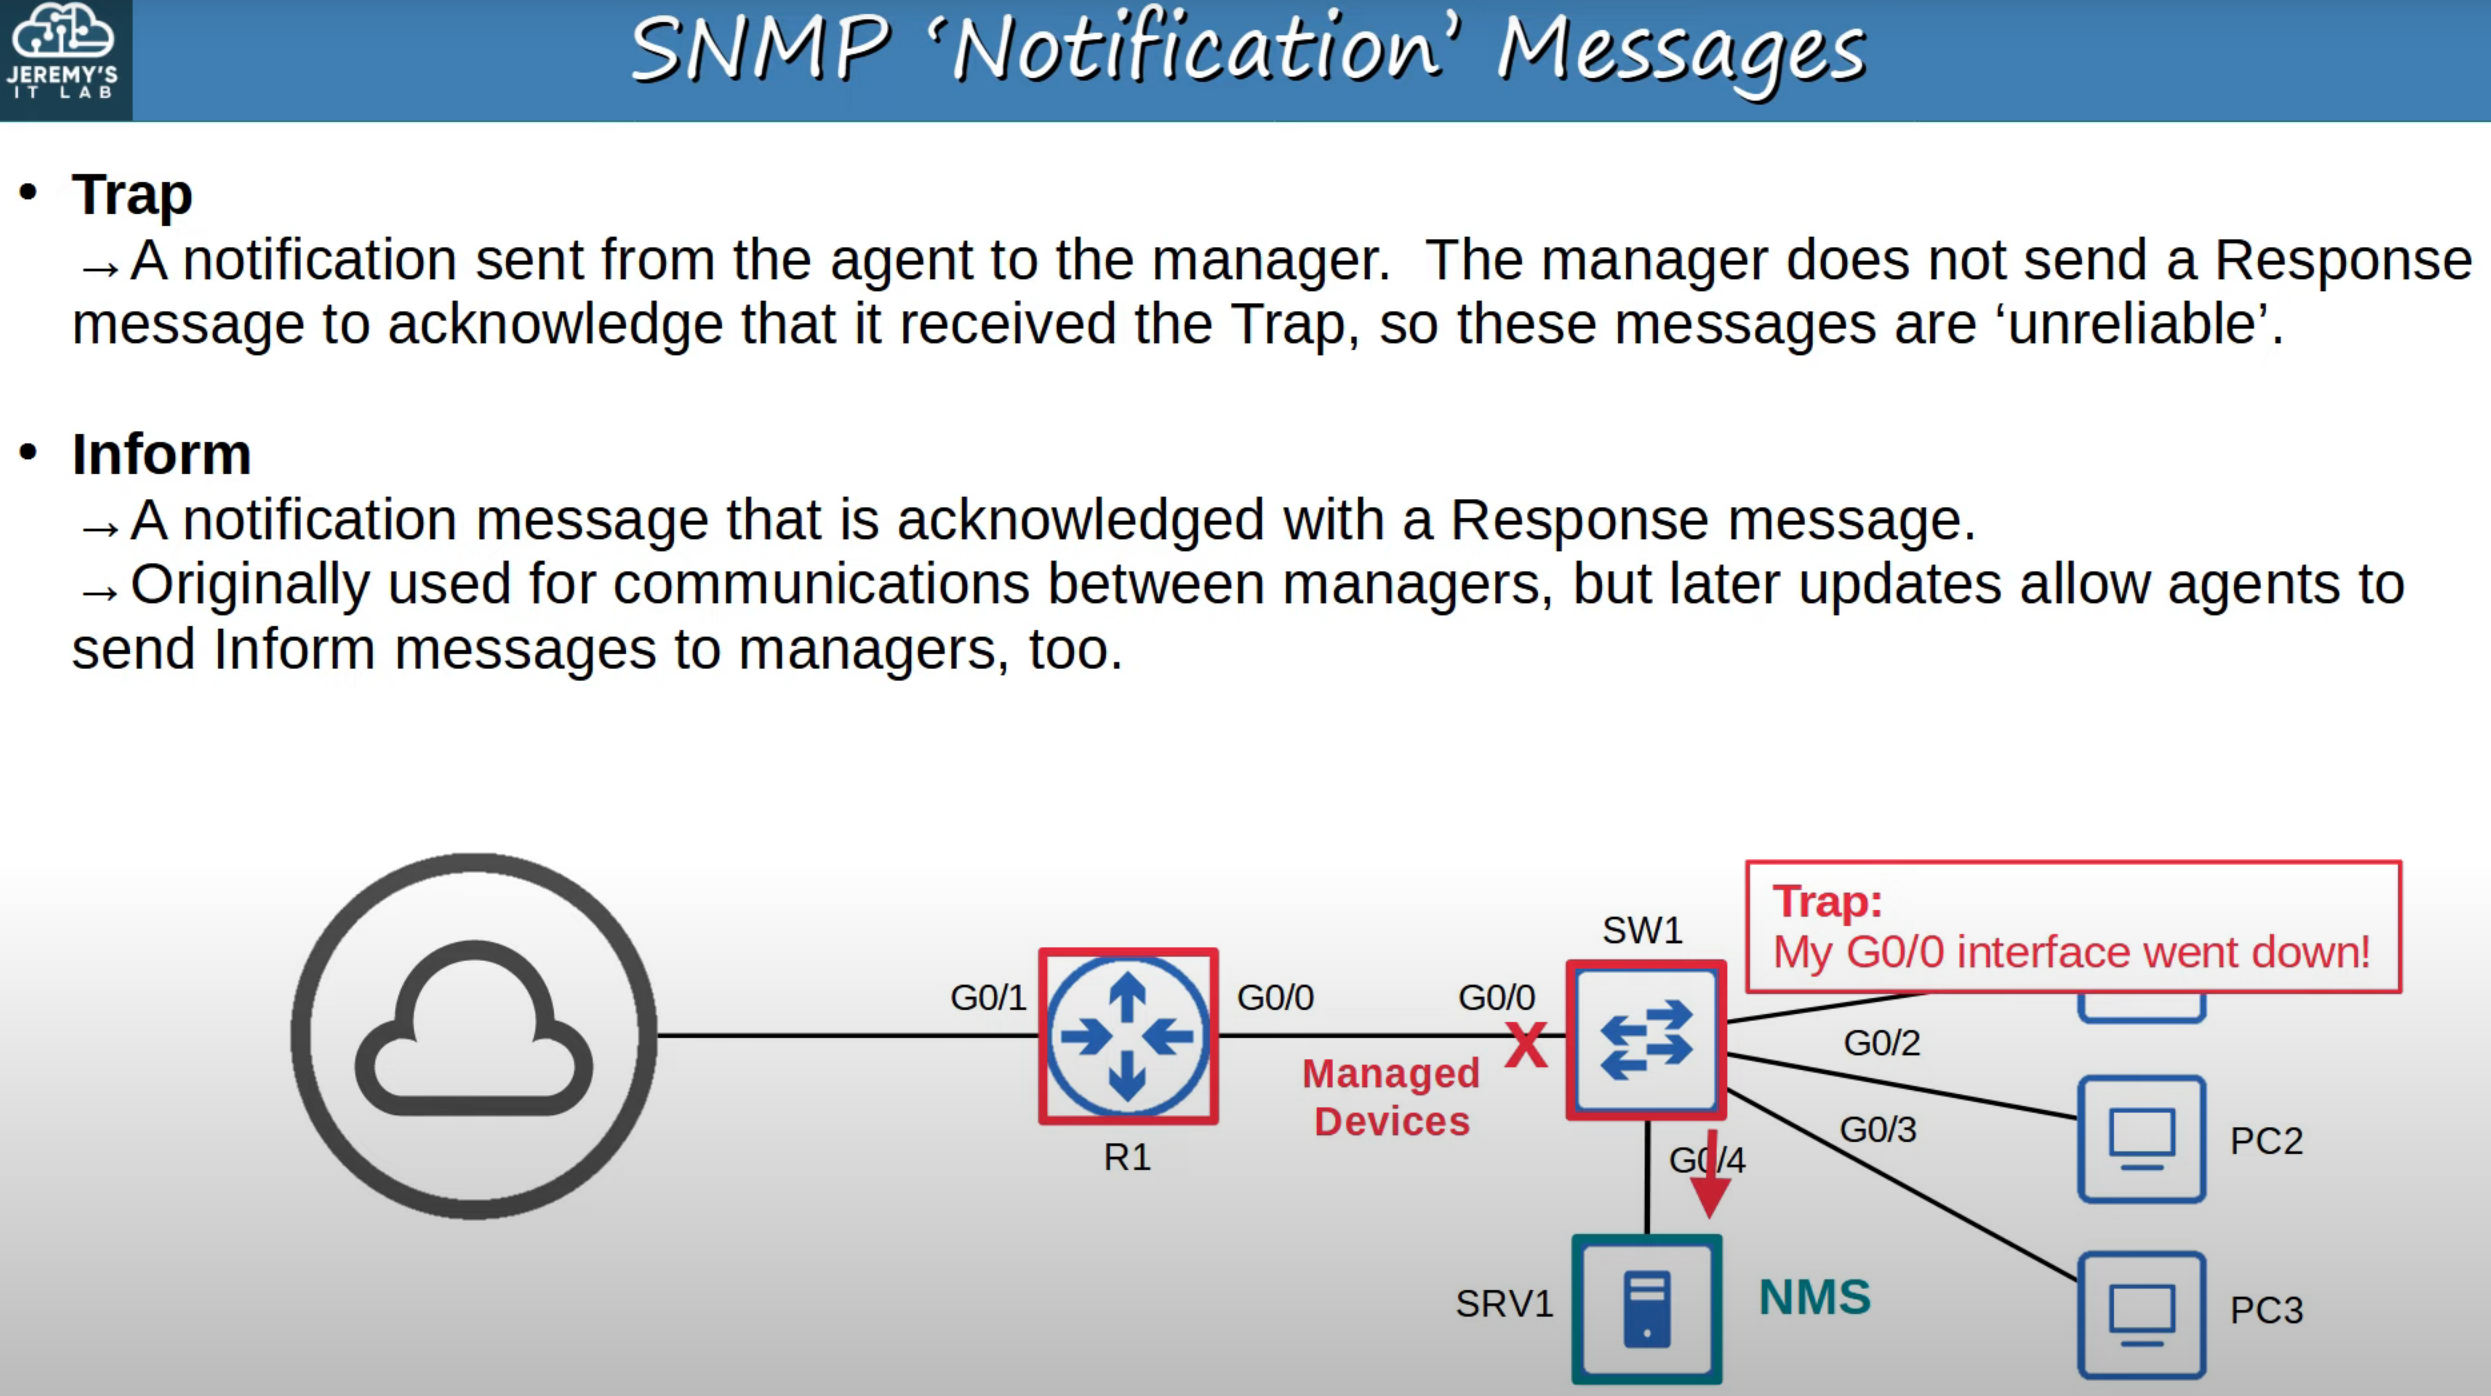 JEREMY'S
IT LAB
SNMP ‘Notification’ Messages
• Trap
→A notification sent from the agent to the manager.  The manager does not send a Response
message to acknowledge that it received the Trap, so these messages are ‘unreliable’.
• Inform
→A notification message that is acknowledged with a Response message.
→Originally used for communications between managers, but later updates allow agents to
send Inform messages to managers, too.
Trap:
My G0/0 interface went down!
SW1
G0/1
G0/0
G0/0
X
G0/2
Managed
Devices
G0/3
PC2
R1
G0/4
SRV1
NMS
PC3